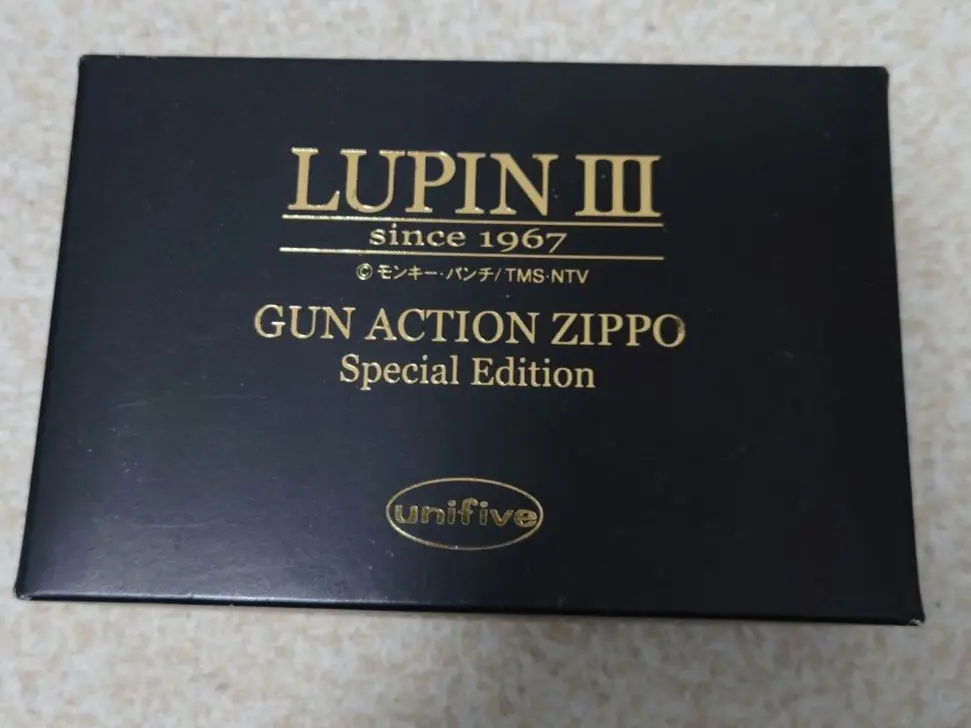 LUPIN III
since 1967
© モンキー・パンチ/TMS・NTV
GUN ACTION ZIPPO
Special Edition
unifive